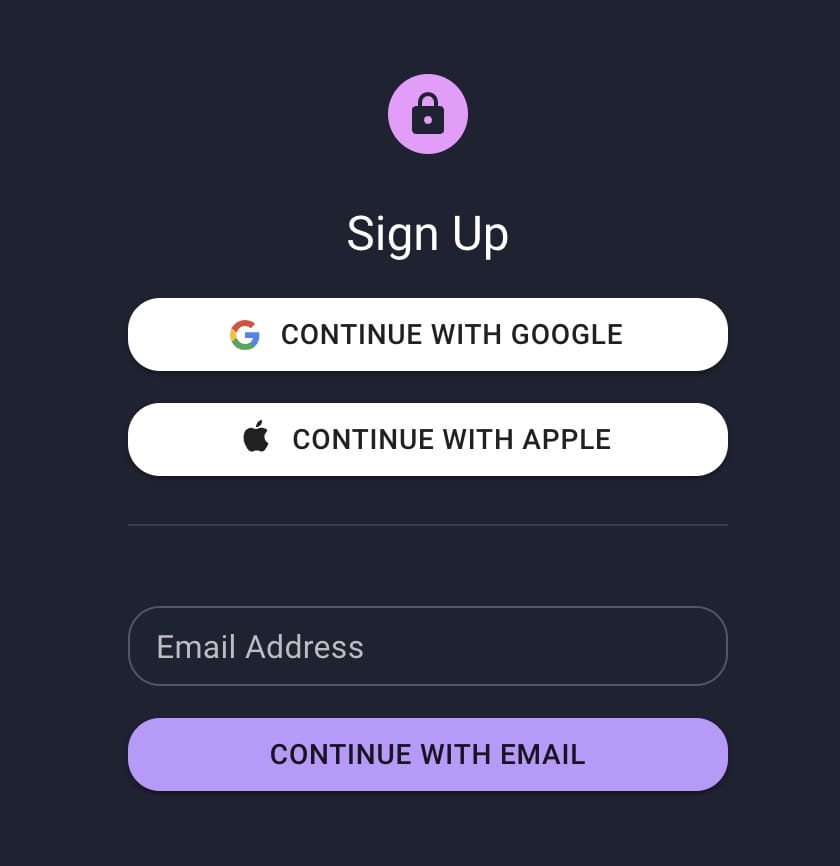 Sign Up
CONTINUE WITH GOOGLE
CONTINUE WITH APPLE
Email Address
CONTINUE WITH EMAIL